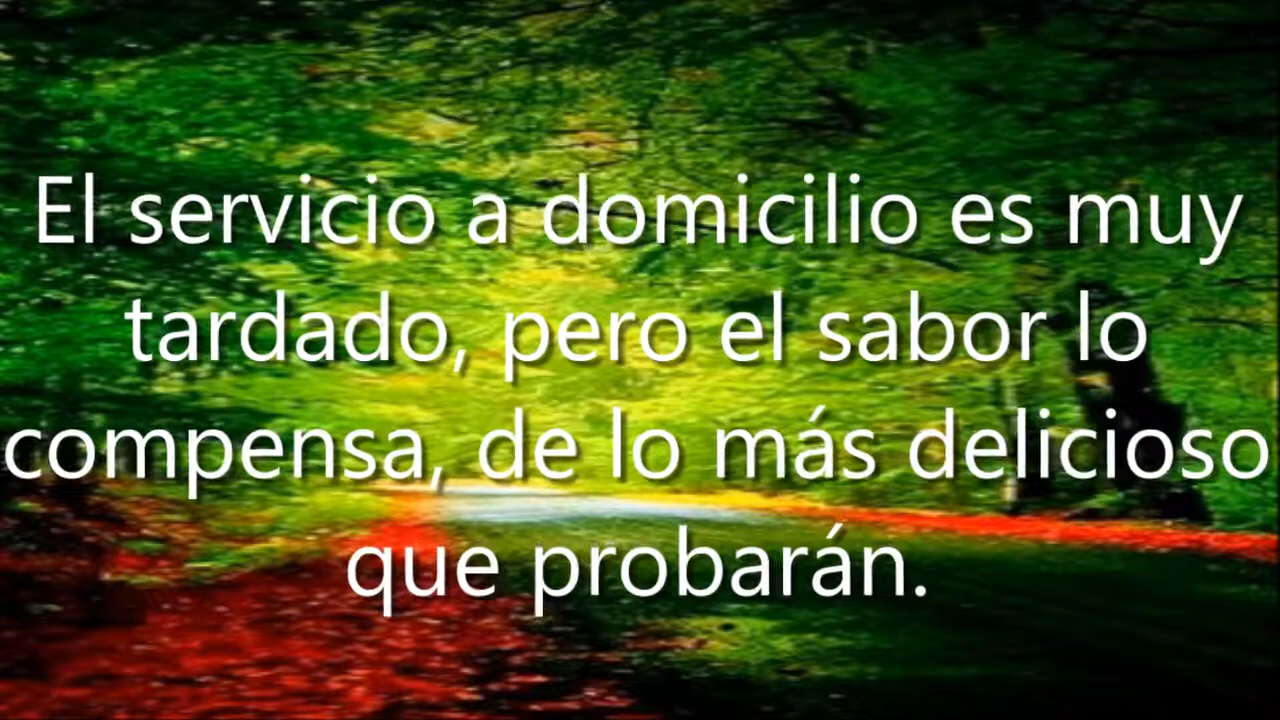 El servicio a domicilio es muy
tardado, pero el sabor lo
compensa, de lo más delicioso
que probarán.